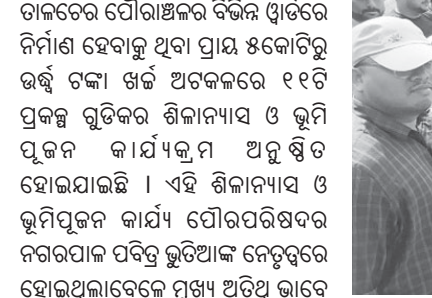 ତାଳଚେର ପୌରାଞ୍ଚଳର ବିଭିନ୍ନ ୱାର୍ଡରେ
ନିର୍ମାଣ ହେବାକୁ ଥିବା ପ୍ରାୟ ୫କୋଟିରୁ
ଊର୍ଦ୍ଧ୍ବ ଟଙ୍କା ଖର୍ଚ୍ଚ ଅଟକଳରେ ୧୧ଟି
ପ୍ରକଳ୍ପ ଗୁଡିକର ଶିଳାନ୍ୟାସ ଓ ଭୂମି
ପୂଜନ କାର୍ଯ୍ୟକ୍ରମ ଅନୁଷ୍ଠିତ
ହୋଇଯାଇଛି । ଏହି ଶିଳାନ୍ୟାସ ଓ
ଭୂମିପୂଜନ କାର୍ଯ୍ୟ ପୌରପରିଷଦର
ନଗରପାଳ ପବିତ୍ର ଭୁତିଆଙ୍କ ନେତୃତ୍ୱରେ
ହୋଇଥିଲାବେଳେ ମୁଖ୍ୟ ଅତିଥି ଭାବେ